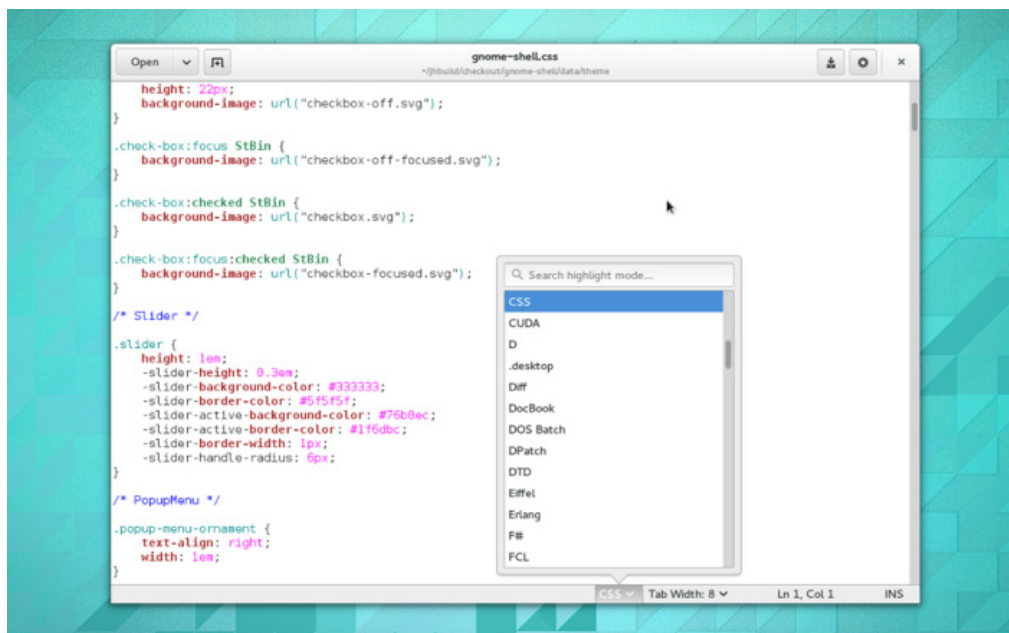 Open
gnome-shell.css
~/jhbuild/checkout/gnome-shell/data/theme
height: 22px;
background-image: url("checkbox-off.svg");
}
.check-box:focus StBin {
background-image: url("checkbox-off-focused.svg");
}
.check-box:checked StBin {
background-image: url("checkbox.svg");
}
.check-box:focus:checked StBin {
background-image: url("checkbox-focused.svg");
}
/* Slider */
.slider {
height: 1em;
-slider-height: 0.3em;
-slider-background-color: #333333;
-slider-border-color: #5f5f5f;
-slider-active-background-color: #76b0ec;
-slider-active-border-color: #1f6dbc;
-slider-border-width: 1px;
-slider-handle-radius: 6px;
}
/* PopupMenu */
.popup-menu-ornament {
text-align: right;
width: 1em;
}
Search highlight mode...
CSS
CUDA
D
.desktop
Diff
DocBook
DOS Batch
DPatch
DTD
Eiffel
Erlang
F#
FCL
CSS Tab Width: 8 Ln 1, Col 1 INS